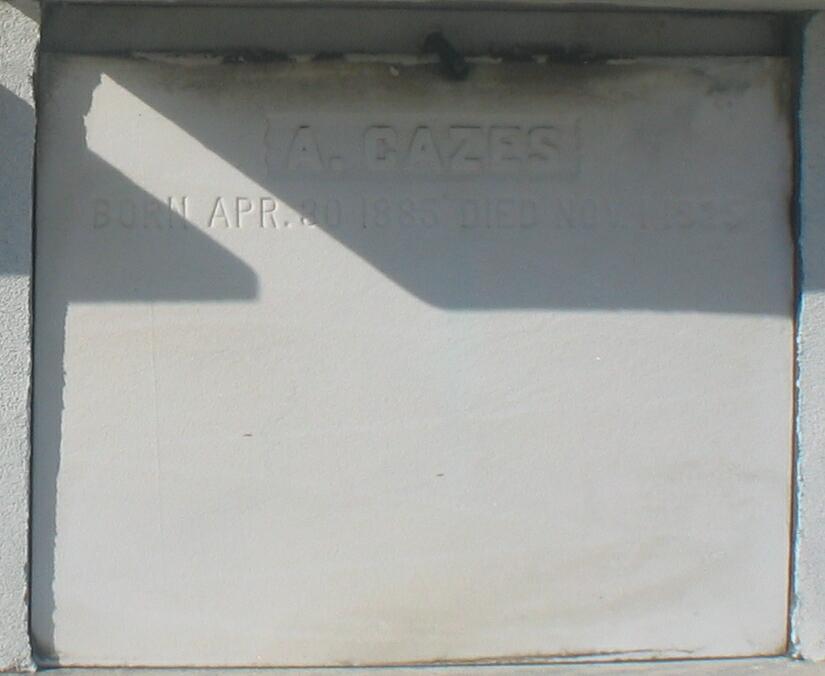 A. CAZES
BORN APR. 30 1885 DIED NOV.